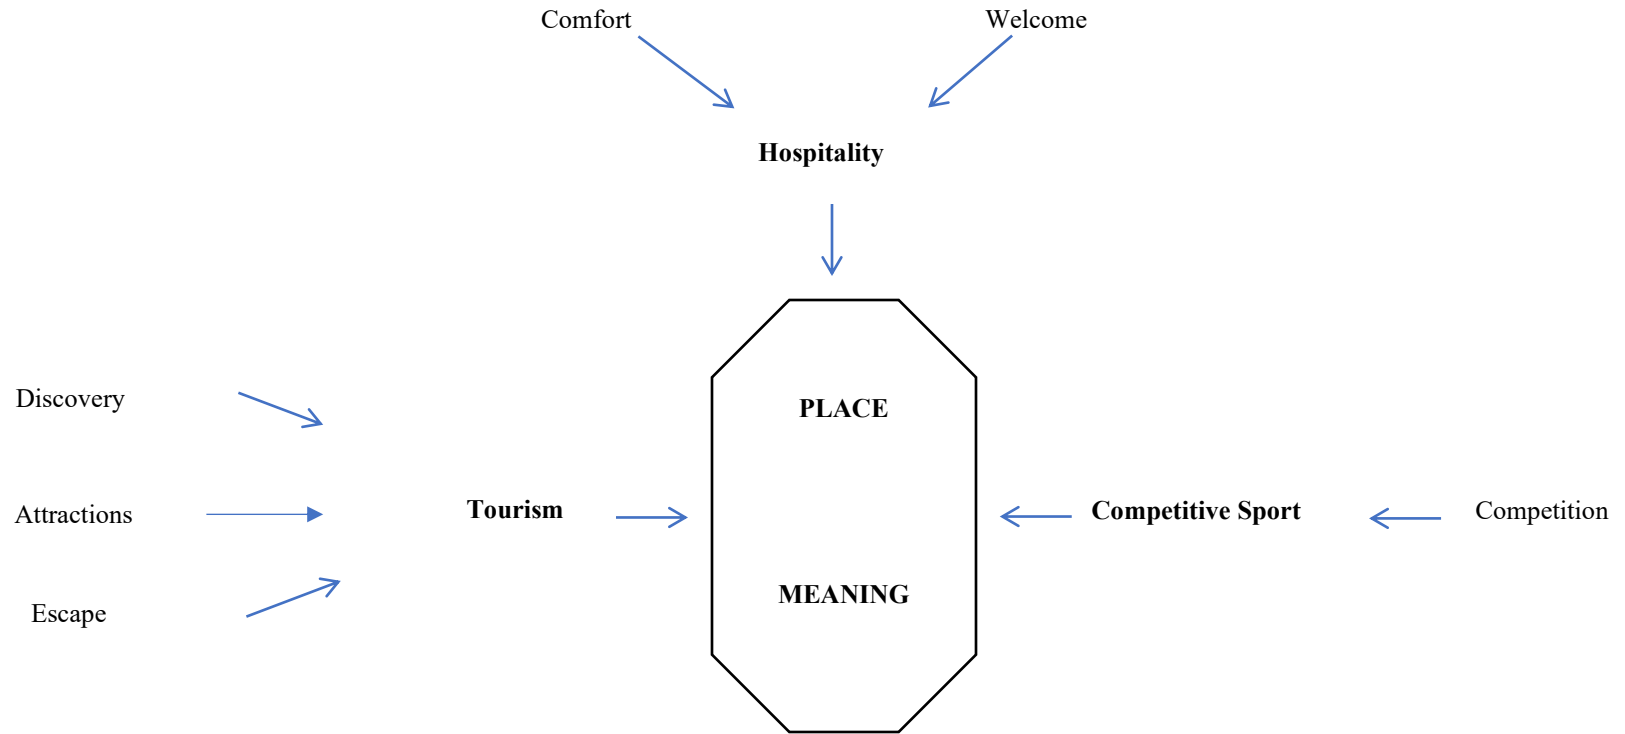 Comfort
Welcome
Hospitality
Discovery
PLACE
Attractions
Tourism
Competitive Sport
Competition
MEANING
Escape